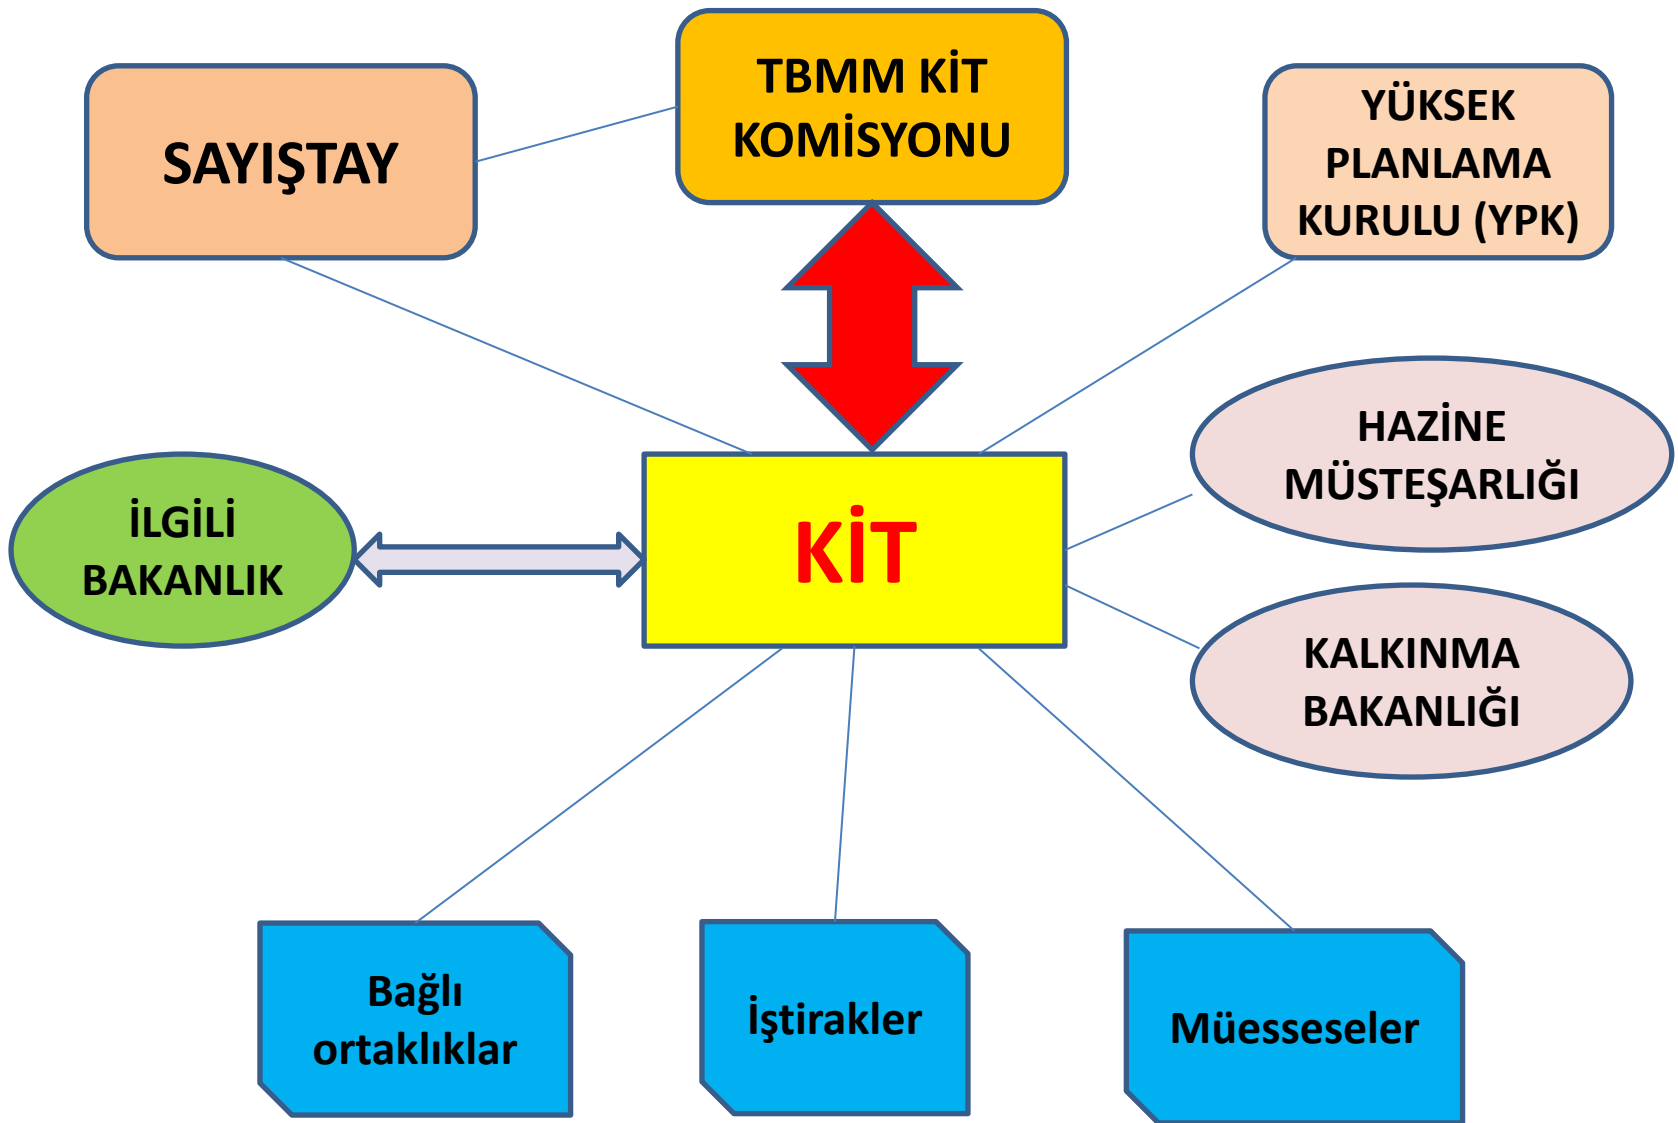 SAYIŞTAY
TBMM KİT
KOMİSYONU
YÜKSEK
PLANLAMA
KURULU (YPK)
HAZİNE
MÜSTEŞARLIĞI
İLGİLİ
BAKANLIK
KİT
KALKINMA
BAKANLIĞI
Bağlı
ortaklıklar
İştirakler
Müesseseler